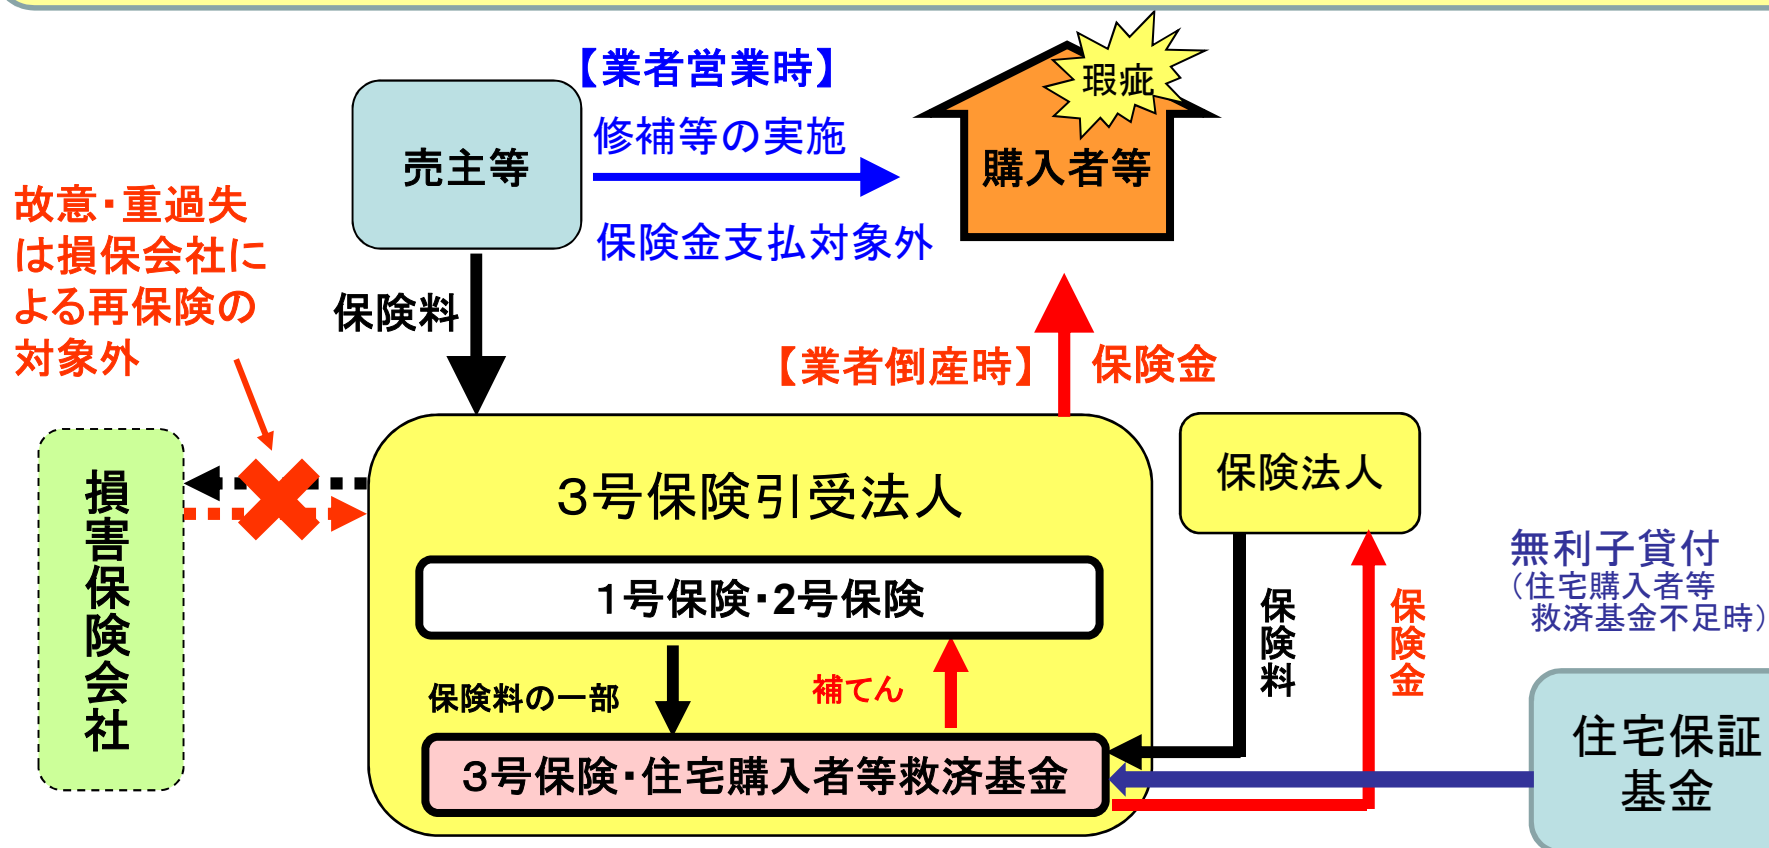 【業者営業時】
瑕疵
売主等
修補等の実施
購入者等
保険金支払対象外
故意・重過失
は損保会社に
よる再保険の
対象外
保険料
【業者倒産時】
保険金
損害保険会社
3号保険引受法人
保険法人
1号保険・2号保険
保険料
保険金
無利子貸付
(住宅購入者等
救済基金不足時)
保険料の一部
補てん
3号保険・住宅購入者等救済基金
住宅保証
基金